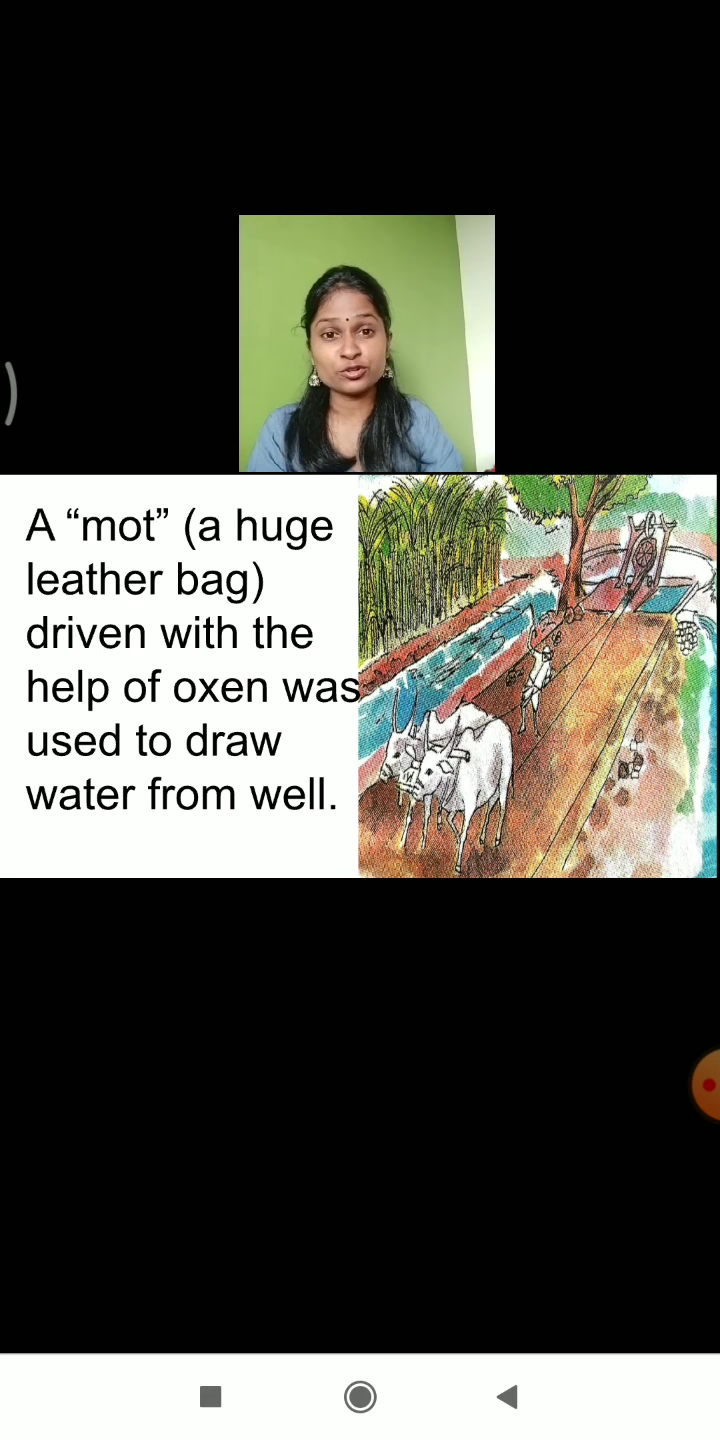 A “mot” (a huge
leather bag)
driven with the
help of oxen was
used to draw
water from well.